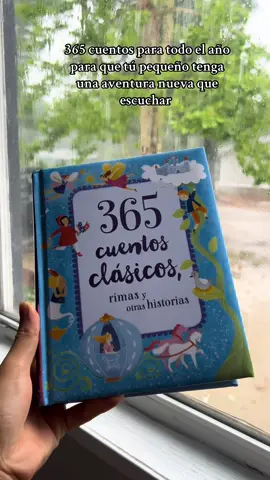 365 cuentos para todo el año
para que tú pequeño tenga
una aventura nueva que
escuchar
365
cuentos
clásicos,
rimas y
otras historias